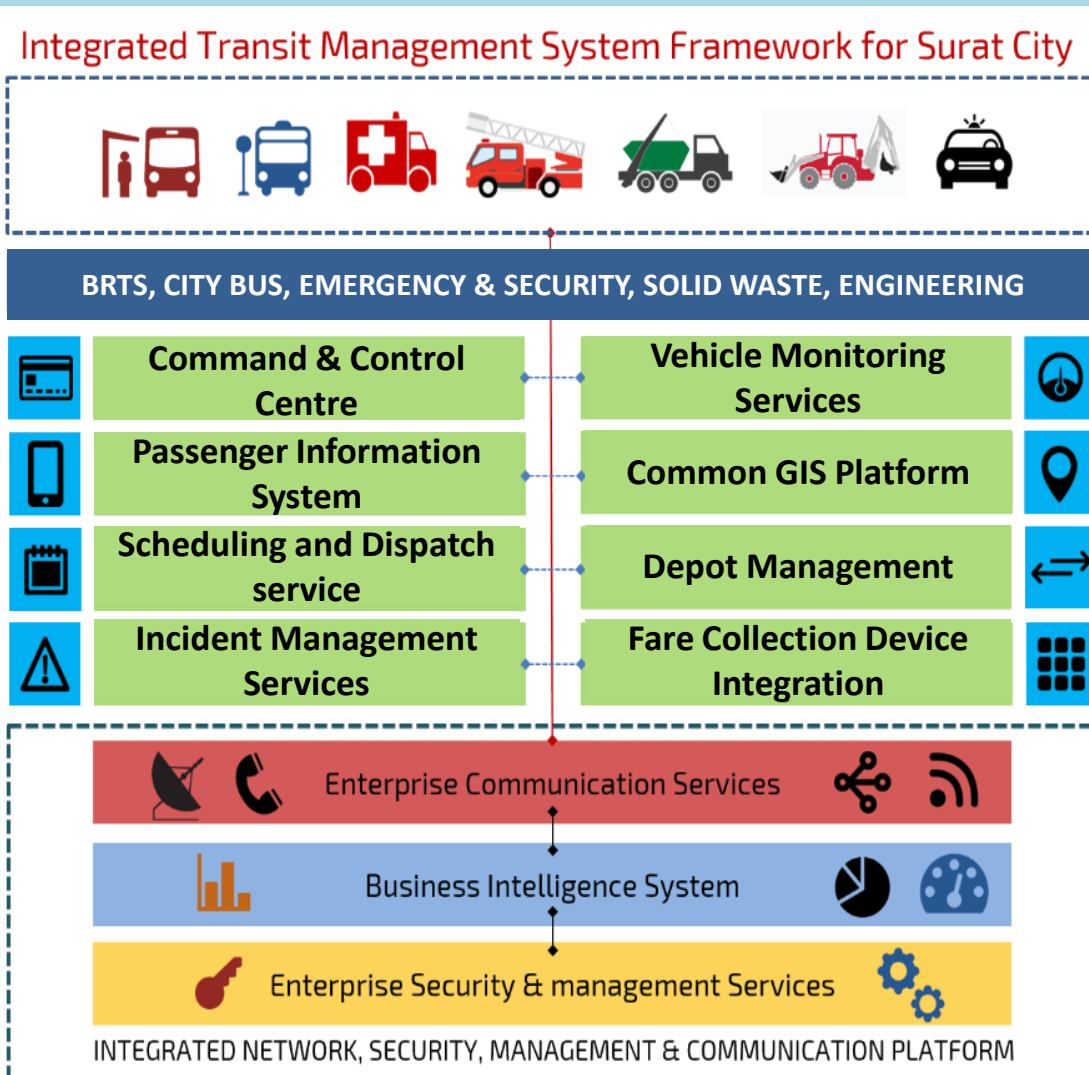 Integrated Transit Management System Framework for Surat City
BRTS, CITY BUS, EMERGENCY & SECURITY, SOLID WASTE, ENGINEERING
Command & Control
Centre
Vehicle Monitoring
Services
Passenger Information
System
Common GIS Platform
Scheduling and Dispatch
service
Depot Management
Incident Management
Services
Fare Collection Device
Integration
Enterprise Communication Services
Business Intelligence System
Enterprise Security & management Services
INTEGRATED NETWORK, SECURITY, MANAGEMENT & COMMUNICATION PLATFORM